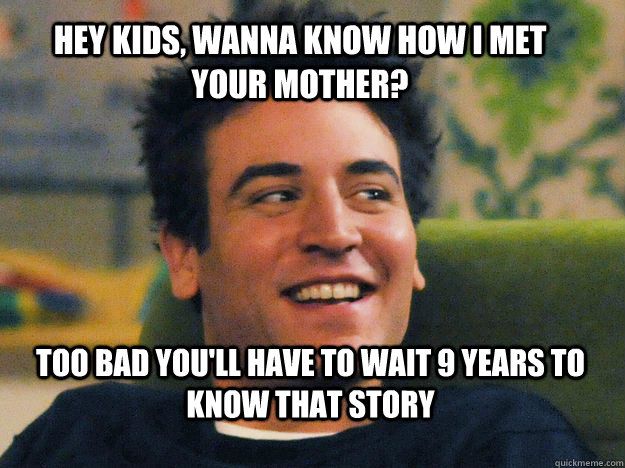 HEY KIDS, WANNA KNOW HOW I MET
YOUR MOTHER?
TOO BAD YOU'LL HAVE TO WAIT 9 YEARS TO
KNOW THAT STORY
quickmeme.com